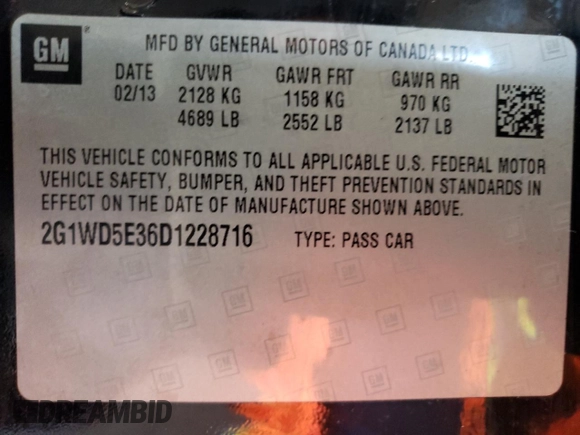 GM
MFD BY GENERAL MOTORS OF CANADA LTD.
DATE GVWR GAWR FRT GAWR RR
02/13 2128 KG 1158 KG 970 KG
4689 LB 2552 LB 2137 LB
THIS VEHICLE CONFORMS TO ALL APPLICABLE U.S. FEDERAL MOTOR
VEHICLE SAFETY, BUMPER, AND THEFT PREVENTION STANDARDS IN
EFFECT ON THE DATE OF MANUFACTURE SHOWN ABOVE.
2G1WD5E36D1228716 TYPE: PASS CAR
DREAMBID